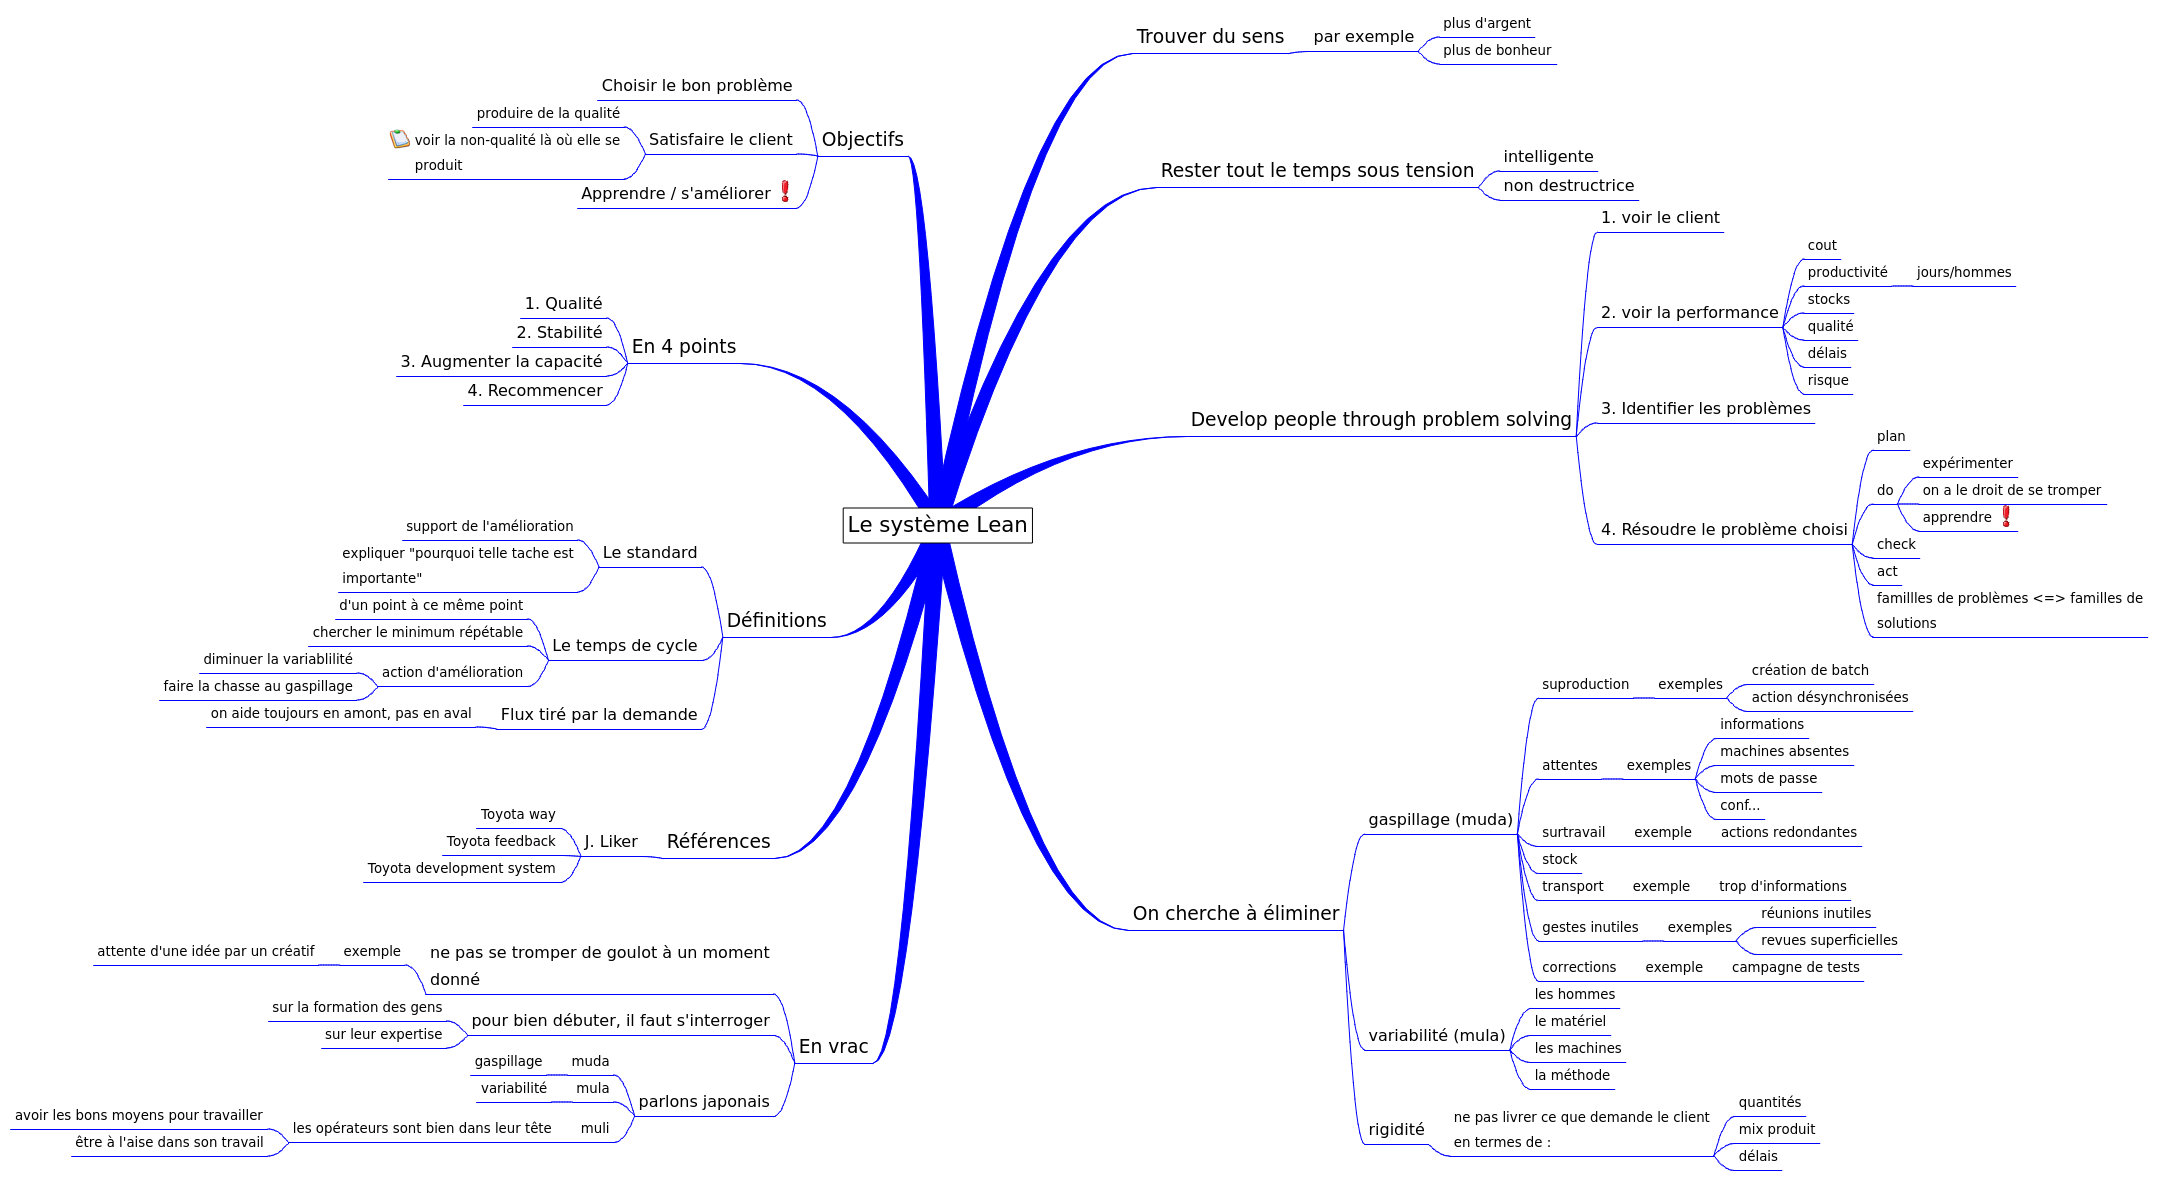 Le système Lean
Trouver du sens
par exemple
plus d'argent
plus de bonheur
Rester tout le temps sous tension
intelligente
non destructrice
Develop people through problem solving
1. voir le client
2. voir la performance
cout
productivité
jours/hommes
stocks
qualité
délais
risque
3. Identifier les problèmes
4. Résoudre le problème choisi
plan
do
expérimenter
on a le droit de se tromper
apprendre
check
act
famillles de problèmes <=> familles de
solutions
On cherche à éliminer
gaspillage (muda)
suproduction
exemples
création de batch
action désynchronisées
attentes
exemples
informations
machines absentes
mots de passe
conf...
surtravail
exemple
actions redondantes
stock
transport
exemple
trop d'informations
gestes inutiles
exemples
réunions inutiles
revues superficielles
corrections
exemple
campagne de tests
variabilité (mula)
les hommes
le matériel
les machines
la méthode
rigidité
ne pas livrer ce que demande le client
en termes de :
quantités
mix produit
délais
Objectifs
Choisir le bon problème
Satisfaire le client
produire de la qualité
voir la non-qualité là où elle se
produit
Apprendre / s'améliorer
En 4 points
1. Qualité
2. Stabilité
3. Augmenter la capacité
4. Recommencer
Définitions
Le standard
support de l'amélioration
expliquer "pourquoi telle tache est
importante"
Le temps de cycle
d'un point à ce même point
chercher le minimum répétable
action d'amélioration
diminuer la variablilité
faire la chasse au gaspillage
Flux tiré par la demande
on aide toujours en amont, pas en aval
Références
J. Liker
Toyota way
Toyota feedback
Toyota development system
En vrac
ne pas se tromper de goulot à un moment
donné
exemple
attente d'une idée par un créatif
pour bien débuter, il faut s'interroger
sur la formation des gens
sur leur expertise
parlons japonais
muda
gaspillage
mula
variabilité
muli
les opérateurs sont bien dans leur tête
avoir les bons moyens pour travailler
être à l'aise dans son travail